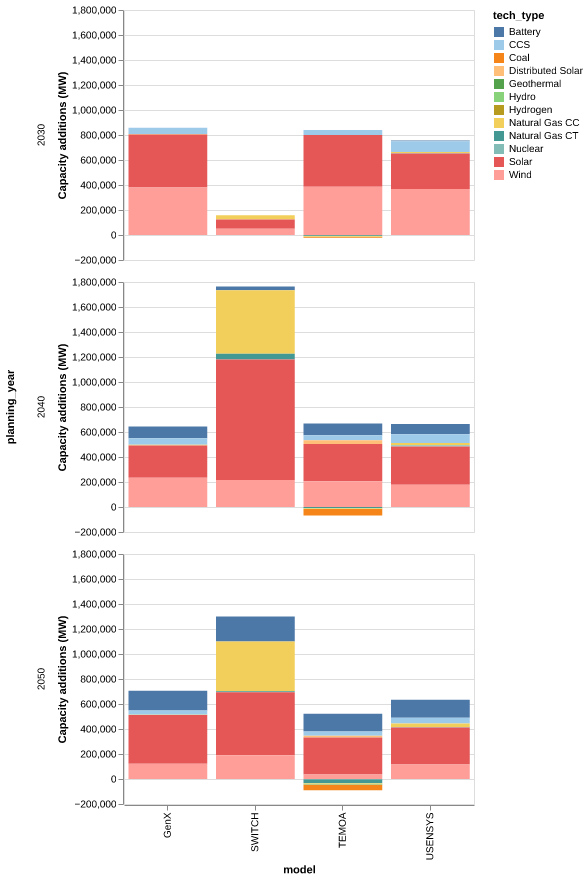 tech_type
Battery
CCS
Coal
Distributed Solar
Geothermal
Hydro
Hydrogen
Natural Gas CC
Natural Gas CT
Nuclear
Solar
Wind
planning_year
2030
Capacity additions (MW)
1,800,000
1,600,000
1,400,000
1,200,000
1,000,000
800,000
600,000
400,000
200,000
0
−200,000
2040
Capacity additions (MW)
1,800,000
1,600,000
1,400,000
1,200,000
1,000,000
800,000
600,000
400,000
200,000
0
−200,000
2050
Capacity additions (MW)
1,800,000
1,600,000
1,400,000
1,200,000
1,000,000
800,000
600,000
400,000
200,000
0
−200,000
GenX
SWITCH
TEMOA
USENSYS
model